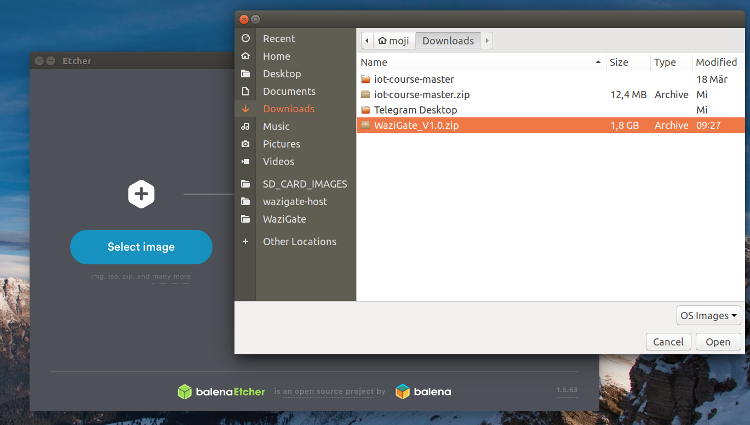 Etcher
Select image
img, iso, zip, and many more
balenaEtcher is an open source project by balena
1.5.63
Recent
Home
Desktop
Documents
Downloads
Music
Pictures
Videos
SD_CARD_IMAGES
wazigate-host
WaziGate
Other Locations
moji Downloads
Name Size Type Modified
iot-course-master 18 Mär
iot-course-master.zip 12,4 MB Archive Mi
Telegram Desktop Mi
WaziGate_V1.0.zip 1,8 GB Archive 09:27
OS Images
Cancel Open